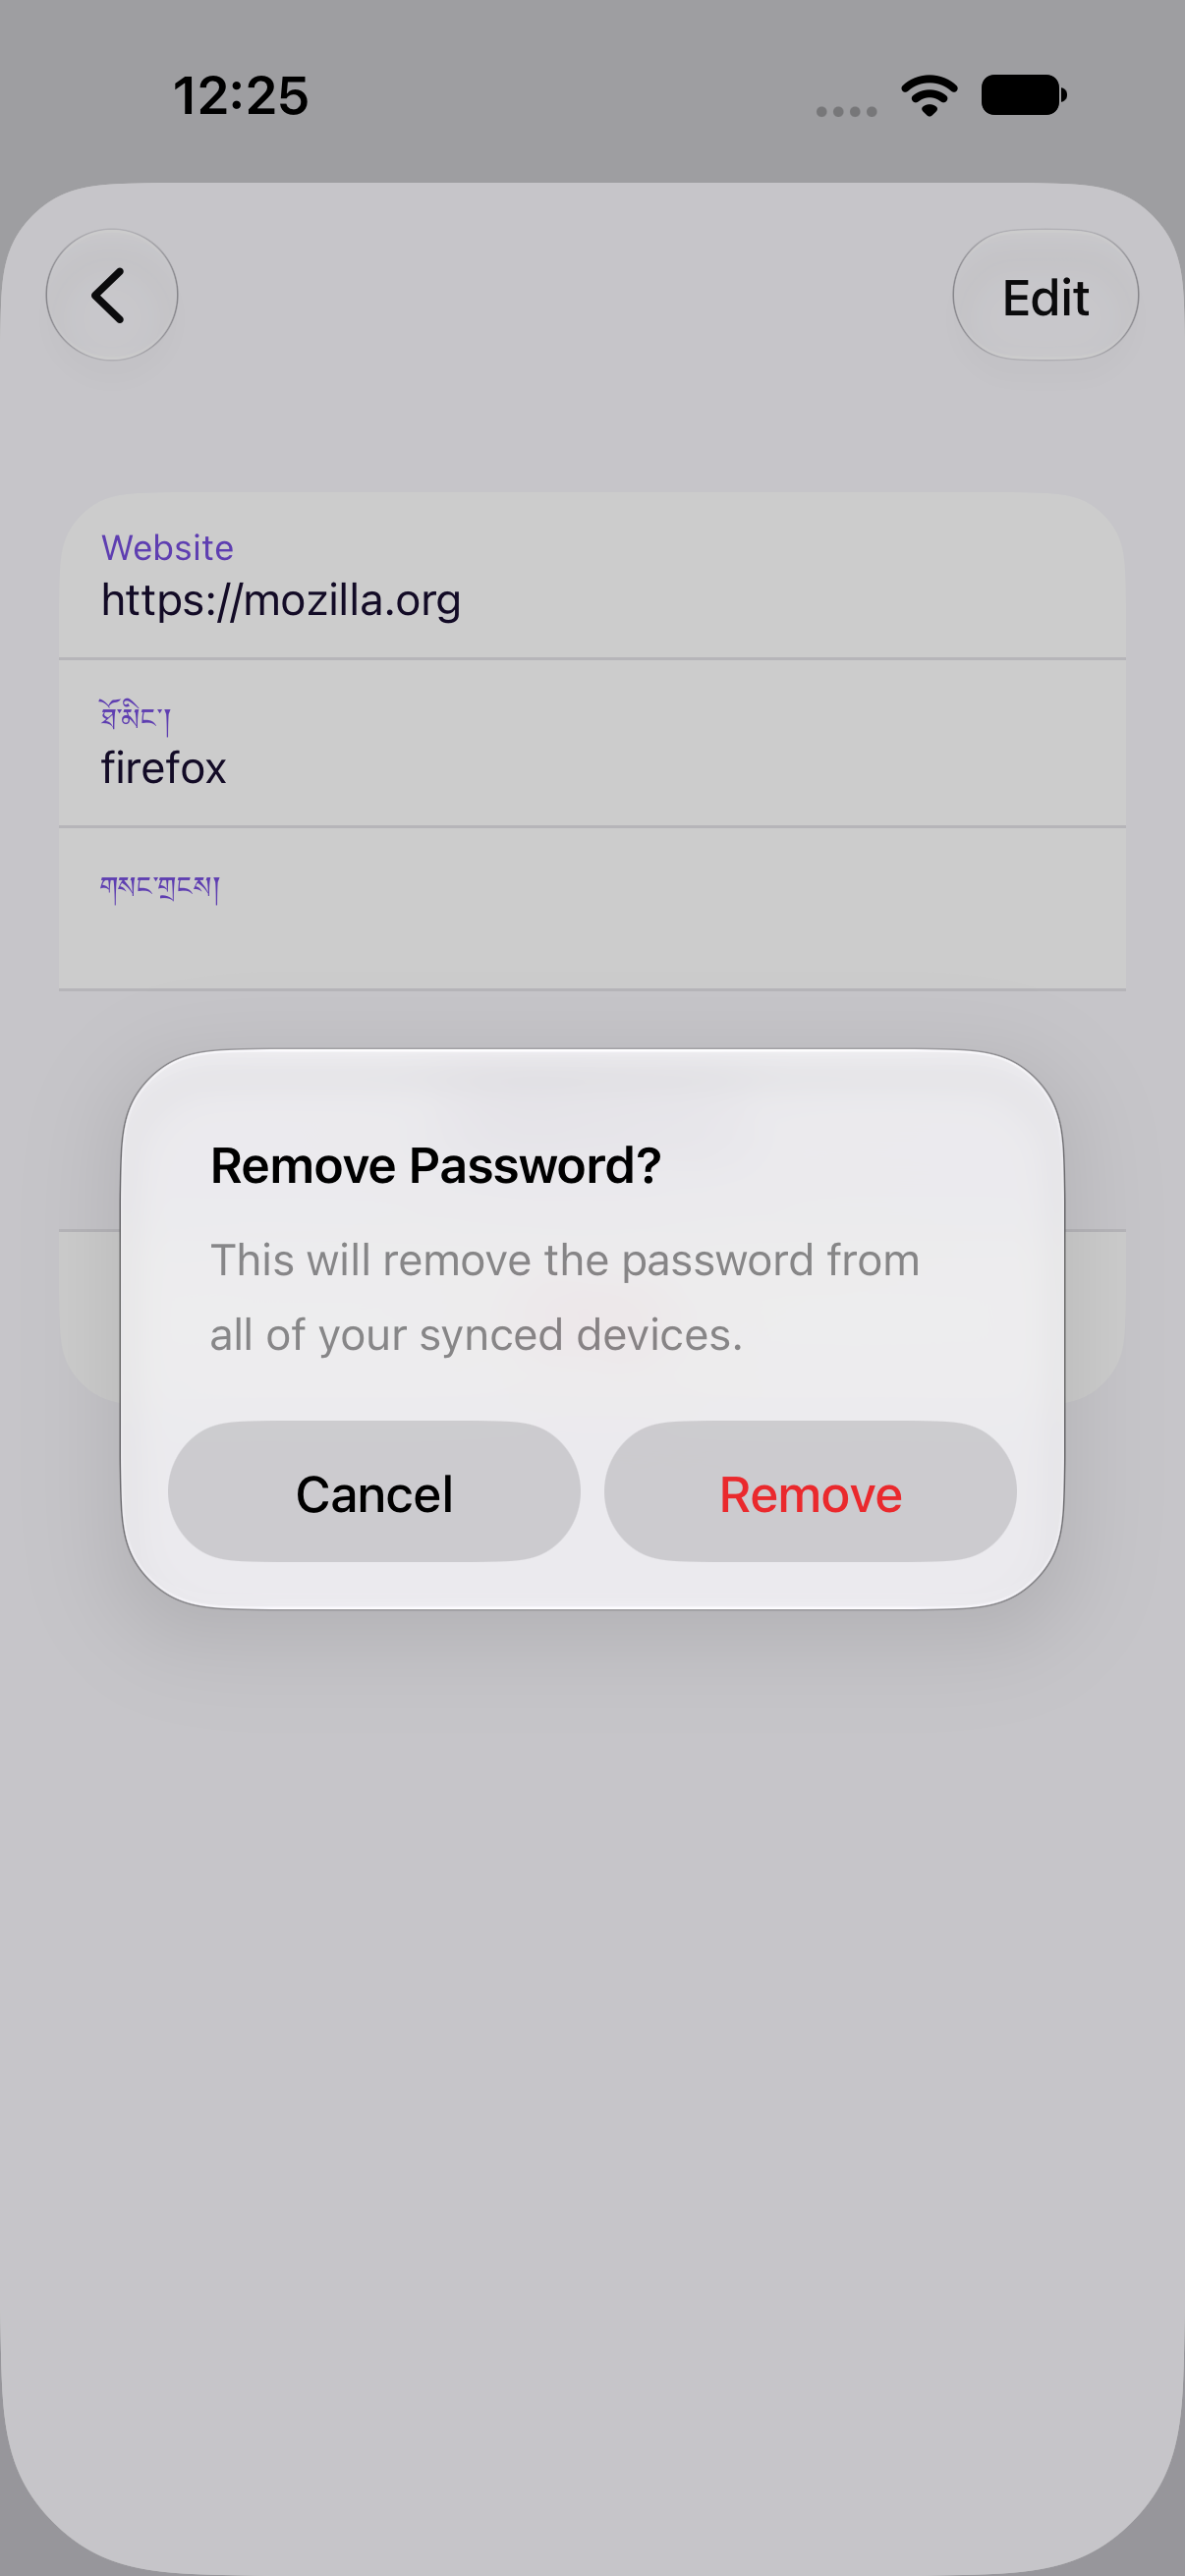 12:25
Edit
Website
https://mozilla.org
ཐོ་མིང་།
firefox
གསང་གྲངས།
Remove Password?
This will remove the password from
all of your synced devices.
Cancel
Remove